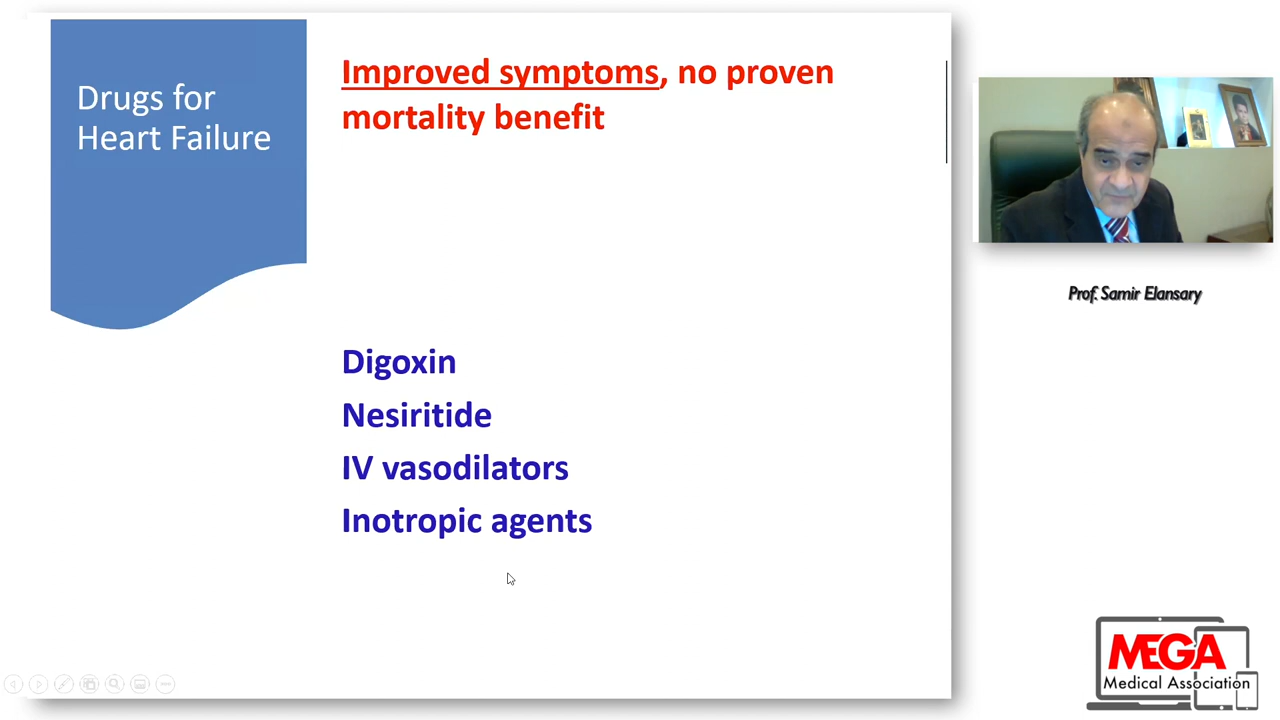 Drugs for
Heart Failure
Improved symptoms, no proven
mortality benefit
Digoxin
Nesiritide
IV vasodilators
Inotropic agents
Prof. Samir Elansary
MEGA
Medical Association